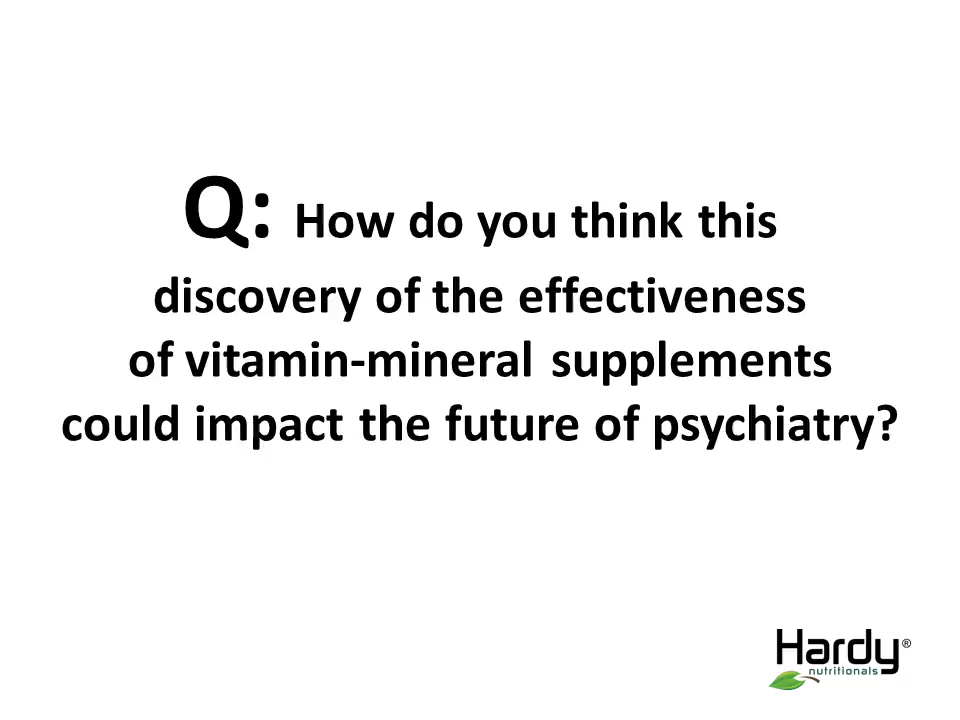 Q: How do you think this
discovery of the effectiveness
of vitamin-mineral supplements
could impact the future of psychiatry?
Hardy®
nutritionals